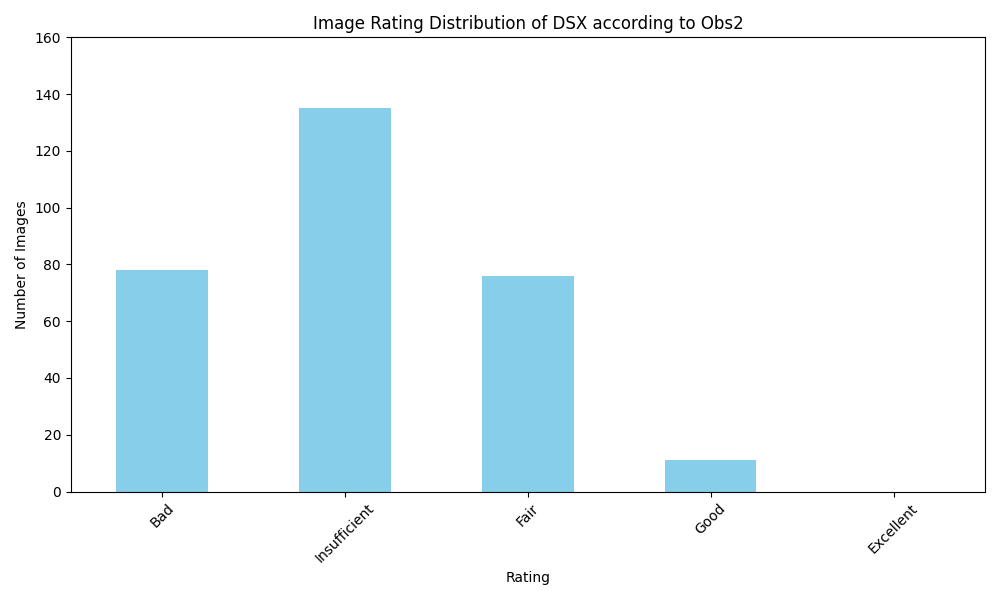 Image Rating Distribution of DSX according to Obs2
160
140
120
100
80
60
40
20
0
Number of Images
Bad
Insufficient
Fair
Good
Excellent
Rating